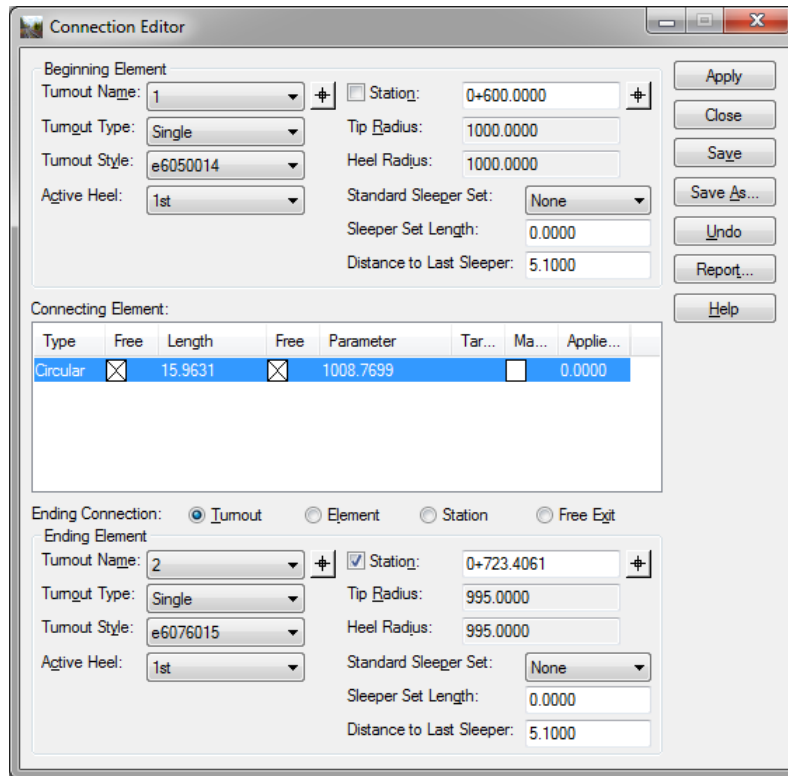 Connection Editor
Beginning Element
Turnout Name: 1 Station: 0+600.0000 Apply
Turnout Type: Single Tip Radius: 1000.0000 Close
Turnout Style: e6050014 Heel Radius: 1000.0000 Save
Active Heel: 1st Standard Sleeper Set: None Save As...
Sleeper Set Length: 0.0000 Undo
Distance to Last Sleeper: 5.1000 Report...
Connecting Element: Help
Type Free Length Free Parameter Tar... Ma... Applie...
Circular 15.9631 1008.7699 0.0000
Ending Connection: Turnout Element Station Free Exit
Ending Element
Turnout Name: 2 Station: 0+723.4061
Turnout Type: Single Tip Radius: 995.0000
Turnout Style: e6076015 Heel Radius: 995.0000
Active Heel: 1st Standard Sleeper Set: None
Sleeper Set Length: 0.0000
Distance to Last Sleeper: 5.1000